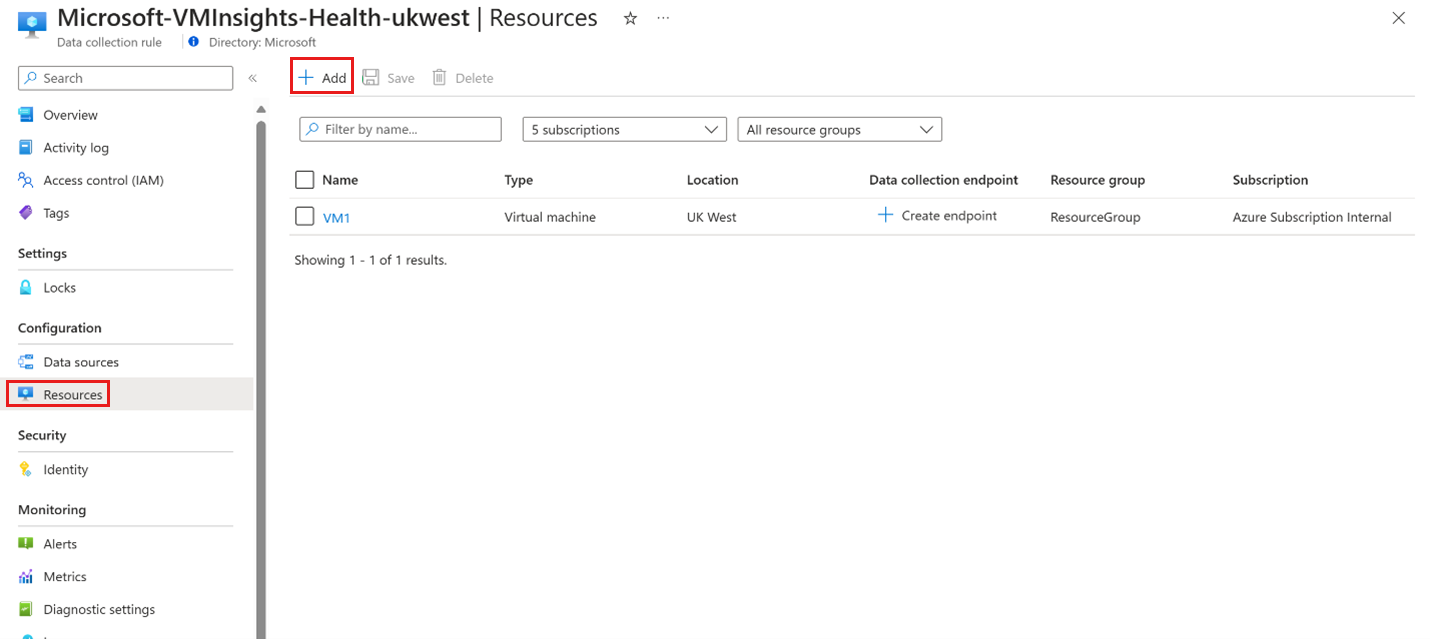 Microsoft-VMInsights-Health-ukwest | Resources
Data collection rule Directory: Microsoft
Search
Overview
Activity log
Access control (IAM)
Tags
Settings
Locks
Configuration
Data sources
Resources
Security
Identity
Monitoring
Alerts
Metrics
Diagnostic settings
Add Save Delete
Filter by name... 5 subscriptions All resource groups
Name Type Location Data collection endpoint Resource group Subscription
VM1 Virtual machine UK West Create endpoint ResourceGroup Azure Subscription Internal
Showing 1 - 1 of 1 results.